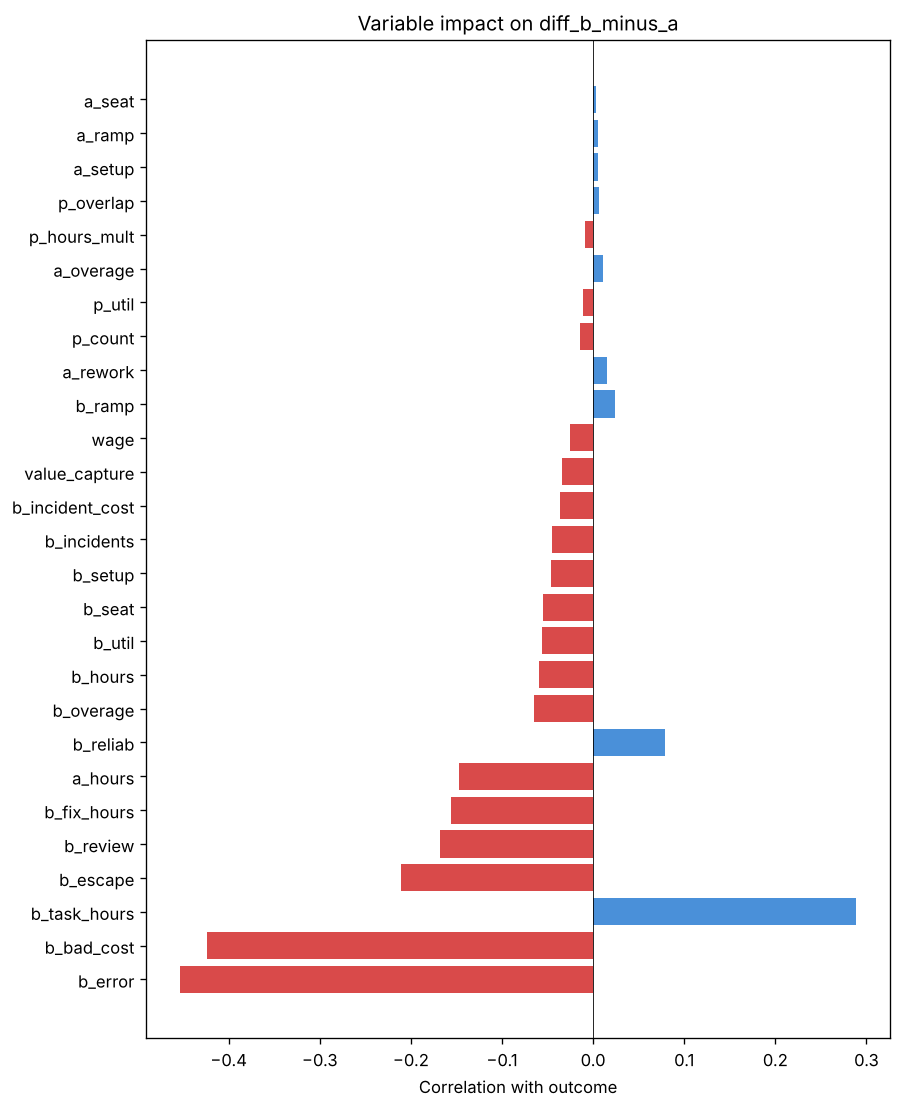 Variable impact on diff_b_minus_a
a_seat
a_ramp
a_setup
p_overlap
p_hours_mult
a_overage
p_util
p_count
a_rework
b_ramp
wage
value_capture
b_incident_cost
b_incidents
b_setup
b_seat
b_util
b_hours
b_overage
b_reliab
a_hours
b_fix_hours
b_review
b_escape
b_task_hours
b_bad_cost
b_error
−0.4 −0.3 −0.2 −0.1 0.0 0.1 0.2 0.3
Correlation with outcome